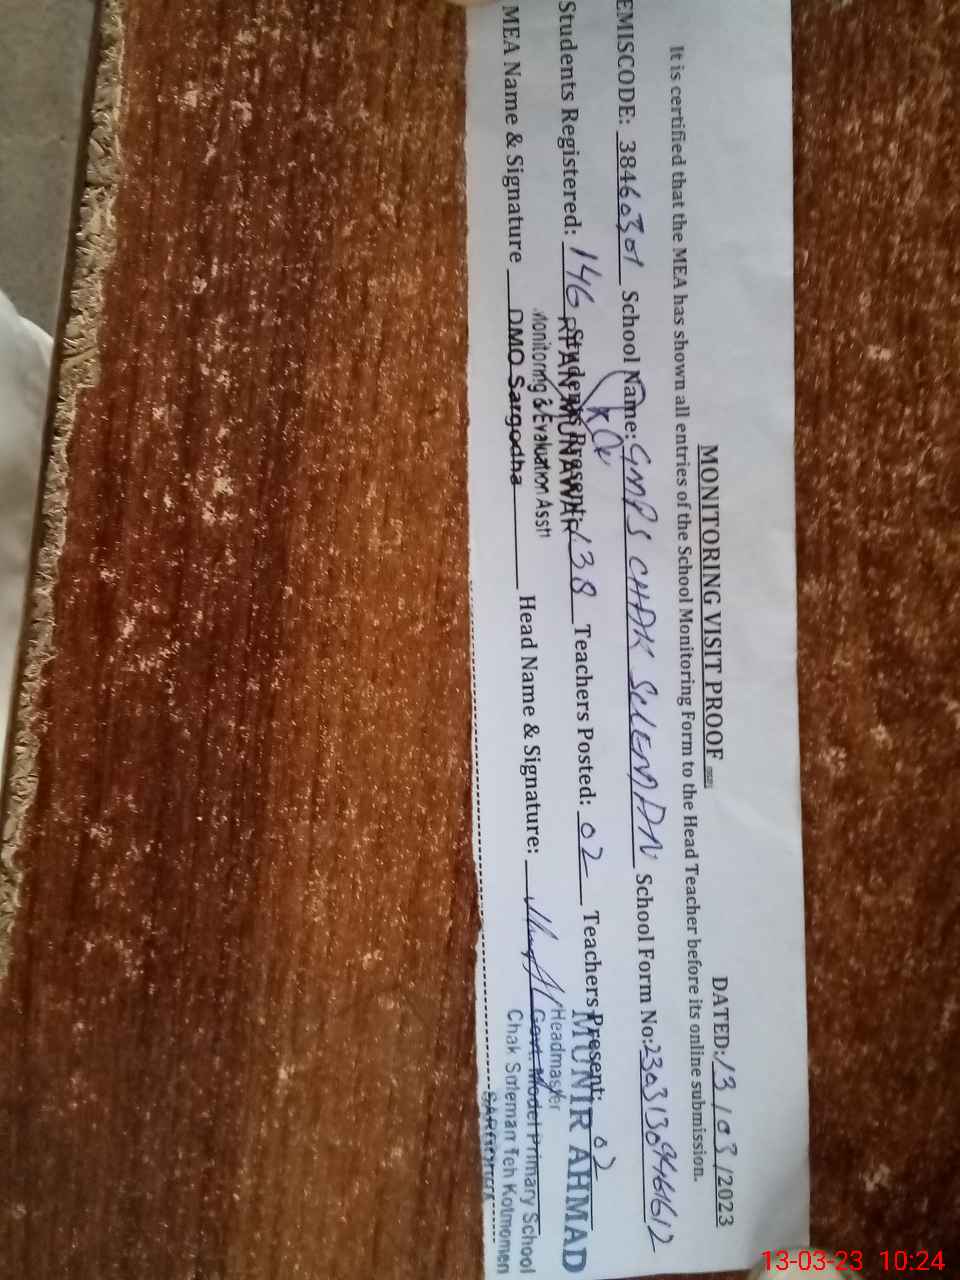 MONITORING VISIT PROOF
DATED: 13 / 03 /2023
It is certified that the MEA has shown all entries of the School Monitoring Form to the Head Teacher before its online submission.
EMISCODE: 38460301 School Name: GMPS CHAK SULEMAN School Form No:
Students Registered: 146 Students Present: 138 Teachers Posted: 02 Teachers Present: 02
MEA Name & Signature Head Name & Signature:
MUNAWAR
Monitoring & Evaluation Asstt
DMO Sargodha
MUNIR AHMAD
Headmaster
Govt. Model Primary School
Chak Suleman Teh Kotmomen
SARGODHA
13-03-23 10:24